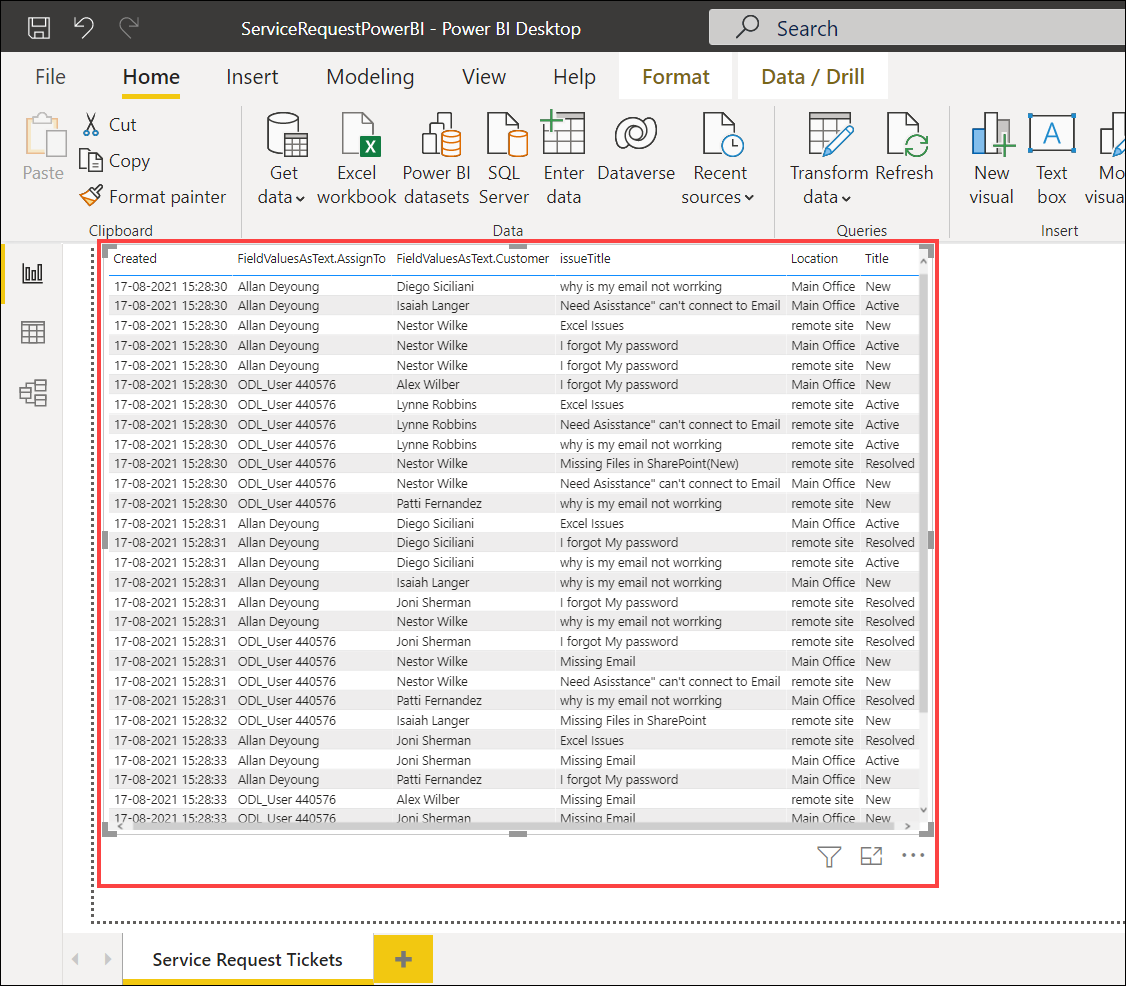 ServiceRequestPowerBI - Power BI Desktop
Search
File Home Insert Modeling View Help Format Data / Drill
Paste
Cut
Copy
Format painter
Clipboard
Get data
Excel workbook
Power BI datasets
SQL Server
Enter data
Dataverse
Recent sources
Data
Transform data
Refresh
Queries
New visual
Text box
Mo
visua
Insert
Created FieldValuesAsText.AssignTo FieldValuesAsText.Customer issueTitle Location Title
17-08-2021 15:28:30 Allan Deyoung Diego Siciliani why is my email not worrking Main Office New
17-08-2021 15:28:30 Allan Deyoung Isaiah Langer Need Asisstance" can't connect to Email Main Office Active
17-08-2021 15:28:30 Allan Deyoung Nestor Wilke Excel Issues remote site New
17-08-2021 15:28:30 Allan Deyoung Nestor Wilke I forgot My password Main Office Active
17-08-2021 15:28:30 Allan Deyoung Nestor Wilke I forgot My password remote site New
17-08-2021 15:28:30 ODL_User 440576 Alex Wilber I forgot My password Main Office New
17-08-2021 15:28:30 ODL_User 440576 Lynne Robbins Excel Issues remote site Active
17-08-2021 15:28:30 ODL_User 440576 Lynne Robbins Need Asisstance" can't connect to Email remote site Active
17-08-2021 15:28:30 ODL_User 440576 Lynne Robbins why is my email not worrking remote site Active
17-08-2021 15:28:30 ODL_User 440576 Nestor Wilke Missing Files in SharePoint(New) remote site Resolved
17-08-2021 15:28:30 ODL_User 440576 Nestor Wilke Need Asisstance" can't connect to Email Main Office New
17-08-2021 15:28:30 ODL_User 440576 Patti Fernandez why is my email not worrking remote site New
17-08-2021 15:28:31 Allan Deyoung Diego Siciliani Excel Issues Main Office Active
17-08-2021 15:28:31 Allan Deyoung Diego Siciliani I forgot My password remote site Resolved
17-08-2021 15:28:31 Allan Deyoung Diego Siciliani why is my email not worrking remote site Active
17-08-2021 15:28:31 Allan Deyoung Isaiah Langer why is my email not worrking Main Office New
17-08-2021 15:28:31 Allan Deyoung Joni Sherman I forgot My password remote site Resolved
17-08-2021 15:28:31 Allan Deyoung Nestor Wilke why is my email not worrking remote site Resolved
17-08-2021 15:28:31 ODL_User 440576 Joni Sherman I forgot My password remote site Resolved
17-08-2021 15:28:31 ODL_User 440576 Nestor Wilke Missing Email Main Office New
17-08-2021 15:28:31 ODL_User 440576 Nestor Wilke Need Asisstance" can't connect to Email remote site New
17-08-2021 15:28:31 ODL_User 440576 Patti Fernandez why is my email not worrking Main Office Resolved
17-08-2021 15:28:32 ODL_User 440576 Isaiah Langer Missing Files in SharePoint remote site New
17-08-2021 15:28:33 Allan Deyoung Joni Sherman Excel Issues remote site Resolved
17-08-2021 15:28:33 Allan Deyoung Joni Sherman Missing Email Main Office Active
17-08-2021 15:28:33 Allan Deyoung Patti Fernandez I forgot My password Main Office New
17-08-2021 15:28:33 ODL_User 440576 Alex Wilber Missing Email remote site New
17-08-2021 15:28:33 ODL_User 440576 Joni Sherman Missing Email Main Office New
Service Request Tickets